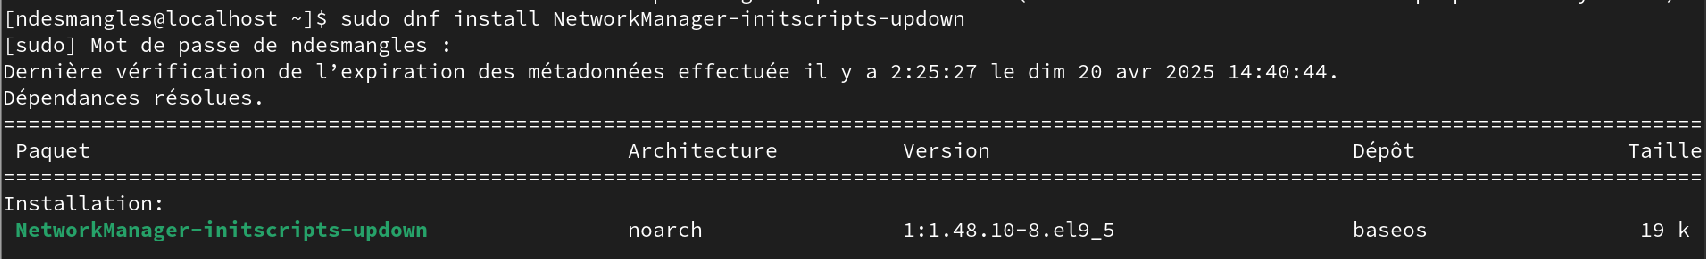 [ndesmangles@localhost ~]$ sudo dnf install NetworkManager-initscripts-updown
[sudo] Mot de passe de ndesmangles :
Dernière vérification de l’expiration des métadonnées effectuée il y a 2:25:27 le dim 20 avr 2025 14:40:44.
Dépendances résolues.
================================================================================================================================================
Paquet Architecture Version Dépôt Taille
================================================================================================================================================
Installation:
NetworkManager-initscripts-updown noarch 1:1.48.10-8.el9_5 baseos 19 k